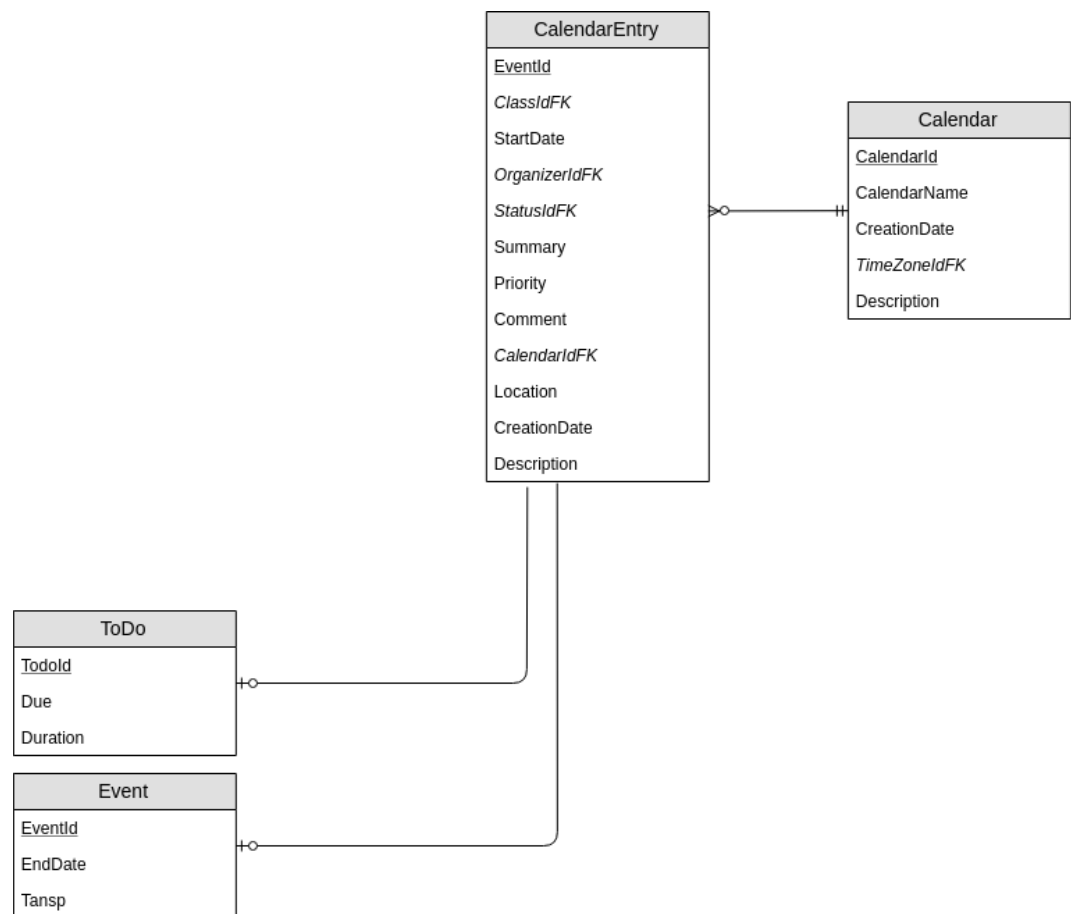 CalendarEntry
EventId
ClassIdFK
StartDate
OrganizerIdFK
StatusIdFK
Summary
Priority
Comment
CalendarIdFK
Location
CreationDate
Description
Calendar
CalendarId
CalendarName
CreationDate
TimeZoneIdFK
Description
ToDo
TodoId
Due
Duration
Event
EventId
EndDate
Tansp